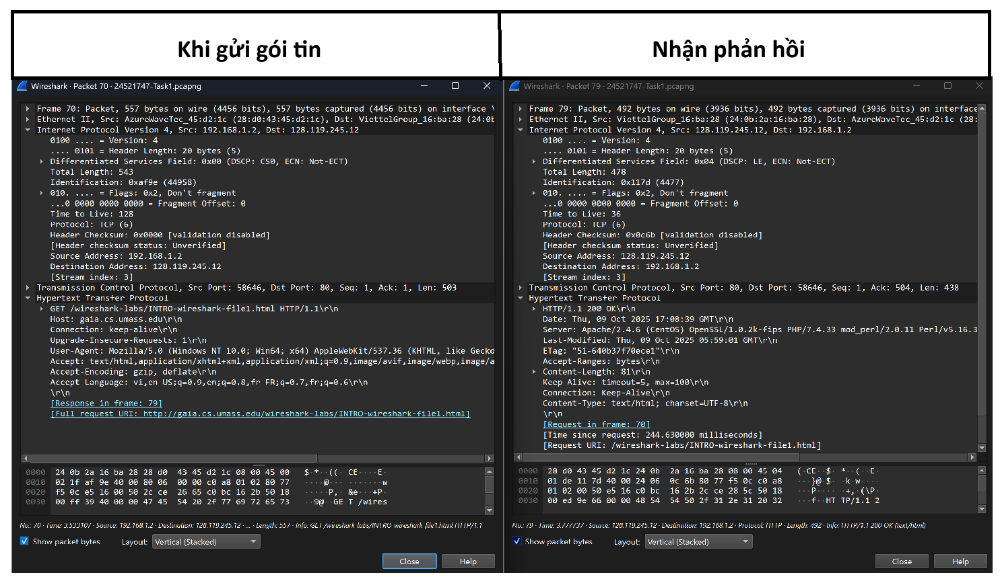 Khi gửi gói tin
Nhận phản hồi
Wireshark · Packet 70 · 24521747-Task1.pcapng
Frame 70: Packet, 557 bytes on wire (4456 bits), 557 bytes captured (4456 bits) on interface \
Ethernet II, Src: AzureWaveTec_45:d2:1c (28:d0:43:45:d2:1c), Dst: ViettelGroup_16:ba:28 (24:0b
Internet Protocol Version 4, Src: 192.168.1.2, Dst: 128.119.245.12
0100 .... = Version: 4
.... 0101 = Header Length: 20 bytes (5)
Differentiated Services Field: 0x00 (DSCP: CS0, ECN: Not-ECT)
Total Length: 543
Identification: 0xaf9e (44958)
010. .... = Flags: 0x2, Don't fragment
...0 0000 0000 0000 = Fragment Offset: 0
Time to Live: 128
Protocol: TCP (6)
Header Checksum: 0x0000 [validation disabled]
[Header checksum status: Unverified]
Source Address: 192.168.1.2
Destination Address: 128.119.245.12
[Stream index: 3]
Transmission Control Protocol, Src Port: 58646, Dst Port: 80, Seq: 1, Ack: 1, Len: 503
Hypertext Transfer Protocol
GET /wireshark-labs/INTRO-wireshark-file1.html HTTP/1.1\r\n
Host: gaia.cs.umass.edu\r\n
Connection: keep-alive\r\n
Upgrade-Insecure-Requests: 1\r\n
User-Agent: Mozilla/5.0 (Windows NT 10.0; Win64; x64) AppleWebKit/537.36 (KHTML, like Gecko
Accept: text/html,application/xhtml+xml,application/xml;q=0.9,image/avif,image/webp,image/a
Accept-Encoding: gzip, deflate\r\n
Accept-Language: vi,en-US;q=0.9,en;q=0.8,fr-FR;q=0.7,fr;q=0.6\r\n
\r\n
[Response in frame: 79]
[Full request URI: http://gaia.cs.umass.edu/wireshark-labs/INTRO-wireshark-file1.html]
0000 24 0b 2a 16 ba 28 28 d0 43 45 d2 1c 08 00 45 00 $·*··((·CE····E·
0010 02 1f af 9e 40 00 80 06 00 00 c0 a8 01 02 80 77 ····@··········w
0020 f5 0c e5 16 00 50 2c ce 26 65 c0 bc 16 2b 50 18 ·····P,·&e···+P·
0030 00 ff 39 40 00 00 47 45 54 20 2f 77 69 72 65 73 ··9@··GET /wires
No.: 70 · Time: 3.533107 · Source: 192.168.1.2 · Destination: 128.119.245.12 · ... · Length: 557 · Info: GET /wireshark-labs/INTRO-wireshark-file1.html HTTP/1.1
Show packet bytes Layout: Vertical (Stacked)
Close Help
Wireshark · Packet 79 · 24521747-Task1.pcapng
Frame 79: Packet, 492 bytes on wire (3936 bits), 492 bytes captured (3936 bits) on interface
Ethernet II, Src: ViettelGroup_16:ba:28 (24:0b:2a:16:ba:28), Dst: AzureWaveTec_45:d2:1c (28:
Internet Protocol Version 4, Src: 128.119.245.12, Dst: 192.168.1.2
0100 .... = Version: 4
.... 0101 = Header Length: 20 bytes (5)
Differentiated Services Field: 0x04 (DSCP: LE, ECN: Not-ECT)
Total Length: 478
Identification: 0x117d (4477)
010. .... = Flags: 0x2, Don't fragment
...0 0000 0000 0000 = Fragment Offset: 0
Time to Live: 36
Protocol: TCP (6)
Header Checksum: 0x0c6b [validation disabled]
[Header checksum status: Unverified]
Source Address: 128.119.245.12
Destination Address: 192.168.1.2
[Stream index: 3]
Transmission Control Protocol, Src Port: 80, Dst Port: 58646, Seq: 1, Ack: 504, Len: 438
Hypertext Transfer Protocol
HTTP/1.1 200 OK\r\n
Date: Thu, 09 Oct 2025 17:08:39 GMT\r\n
Server: Apache/2.4.6 (CentOS) OpenSSL/1.0.2k-fips PHP/7.4.33 mod_perl/2.0.11 Perl/v5.16.3
Last-Modified: Thu, 09 Oct 2025 05:59:01 GMT\r\n
ETag: "51-640b37f70ece1"\r\n
Accept-Ranges: bytes\r\n
Content-Length: 81\r\n
Keep-Alive: timeout=5, max=100\r\n
Connection: Keep-Alive\r\n
Content-Type: text/html; charset=UTF-8\r\n
\r\n
[Request in frame: 70]
[Time since request: 244.630000 milliseconds]
[Request URI: /wireshark-labs/INTRO-wireshark-file1.html]
0000 28 d0 43 45 d2 1c 24 0b 2a 16 ba 28 08 00 45 04 (·CE··$·*··(··E·
0010 01 de 11 7d 40 00 24 06 0c 6b 80 77 f5 0c c0 a8 ···}@·$··k·w····
0020 01 02 00 50 e5 16 c0 bc 16 2b 2c ce 28 5c 50 18 ···P·····+,·(\P·
0030 00 ed 9e 66 00 00 48 54 54 50 2f 31 2e 31 20 32 ···f··HTTP/1.1 2
No.: 79 · Time: 3.777737 · Source: 128.119.245.12 · Destination: 192.168.1.2 · Protocol: HTTP · Length: 492 · Info: HTTP/1.1 200 OK (text/html)
Show packet bytes Layout: Vertical (Stacked)
Close Help